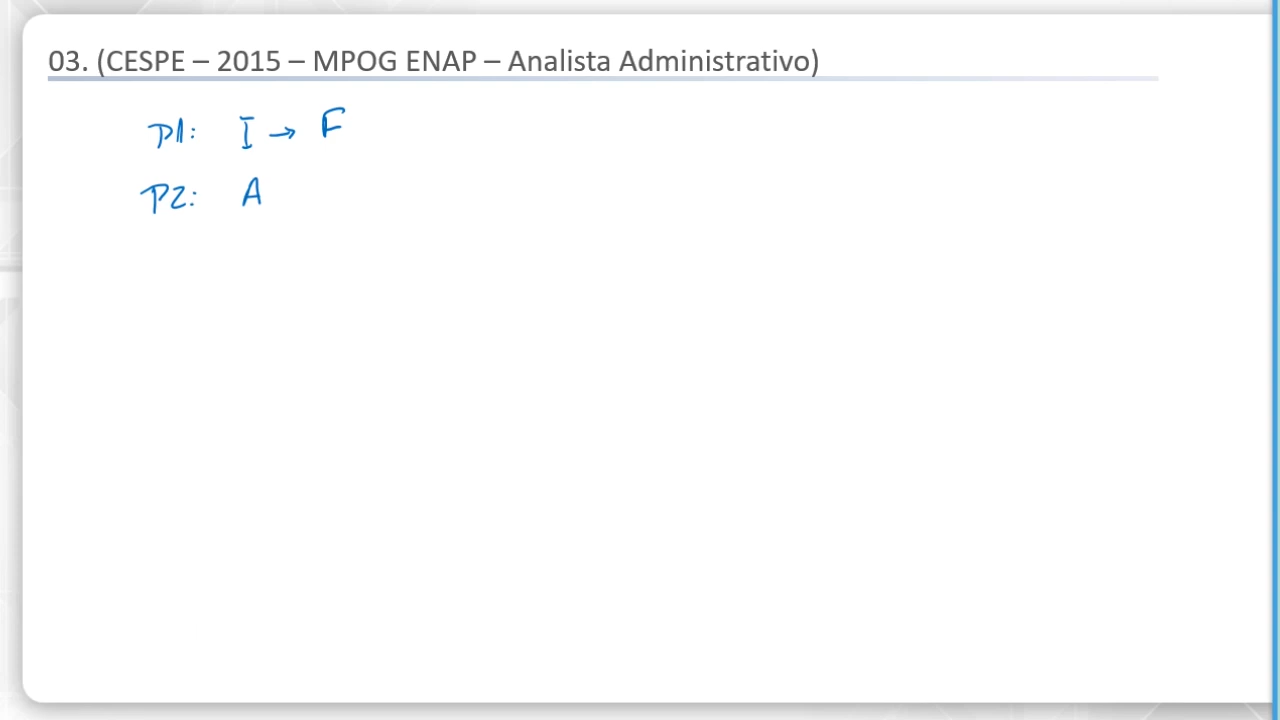 03. (CESPE – 2015 – MPOG ENAP – Analista Administrativo)
P1: I → F
P2: A